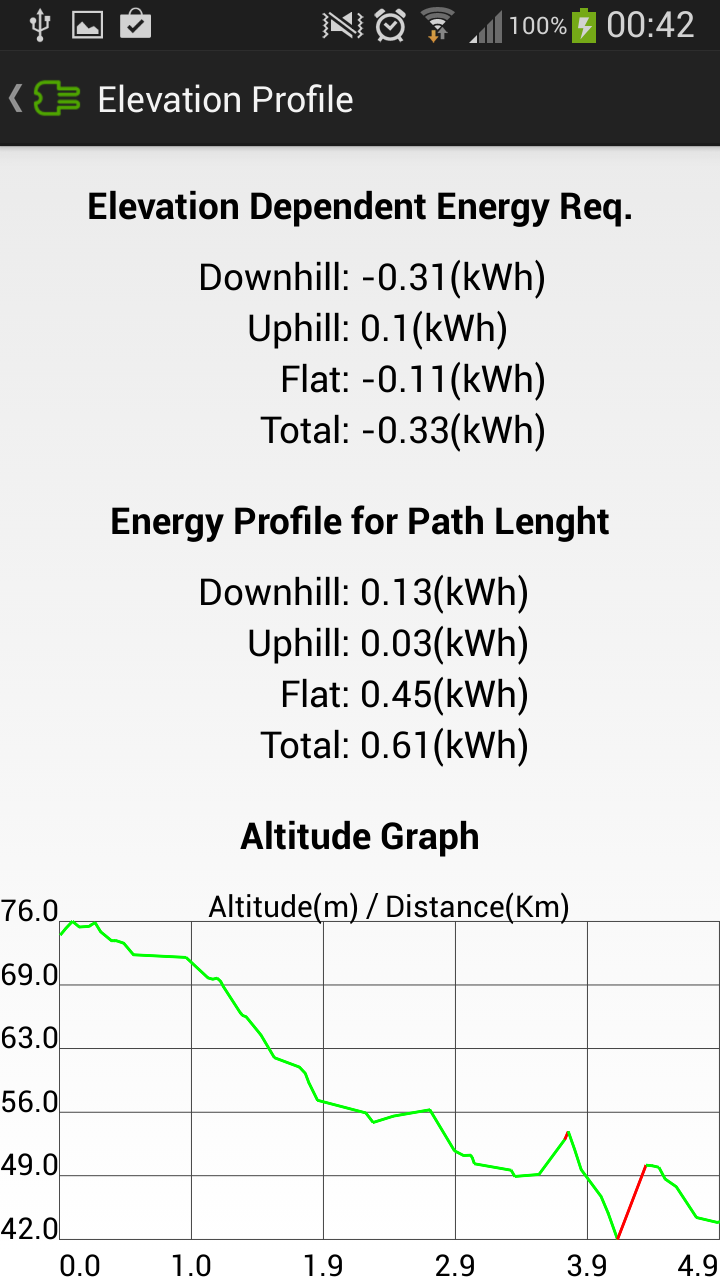 100% 00:42
Elevation Profile
Elevation Dependent Energy Req.
Downhill: -0.31(kWh)
Uphill: 0.1(kWh)
Flat: -0.11(kWh)
Total: -0.33(kWh)
Energy Profile for Path Lenght
Downhill: 0.13(kWh)
Uphill: 0.03(kWh)
Flat: 0.45(kWh)
Total: 0.61(kWh)
Altitude Graph
Altitude(m) / Distance(Km)
76.0
69.0
63.0
56.0
49.0
42.0
0.0 1.0 1.9 2.9 3.9 4.9